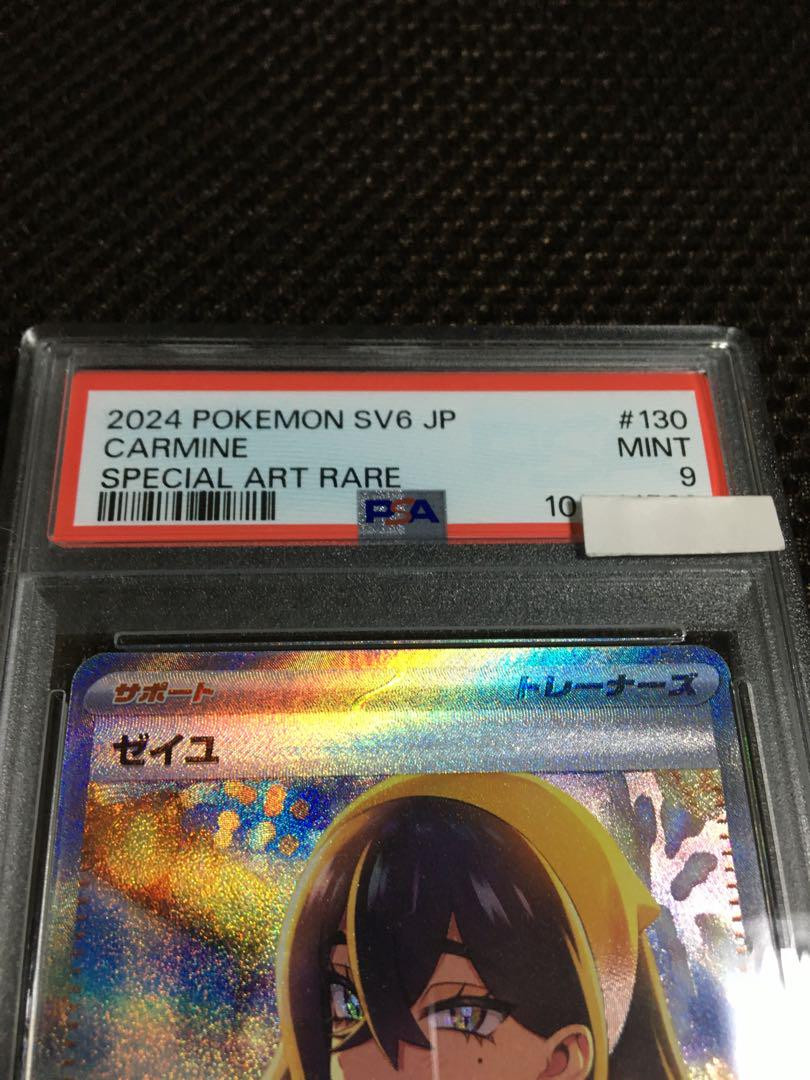 2024 POKEMON SV6 JP #130
CARMINE MINT
SPECIAL ART RARE 9
PSA 10
サポート トレーナーズ
ゼイユ